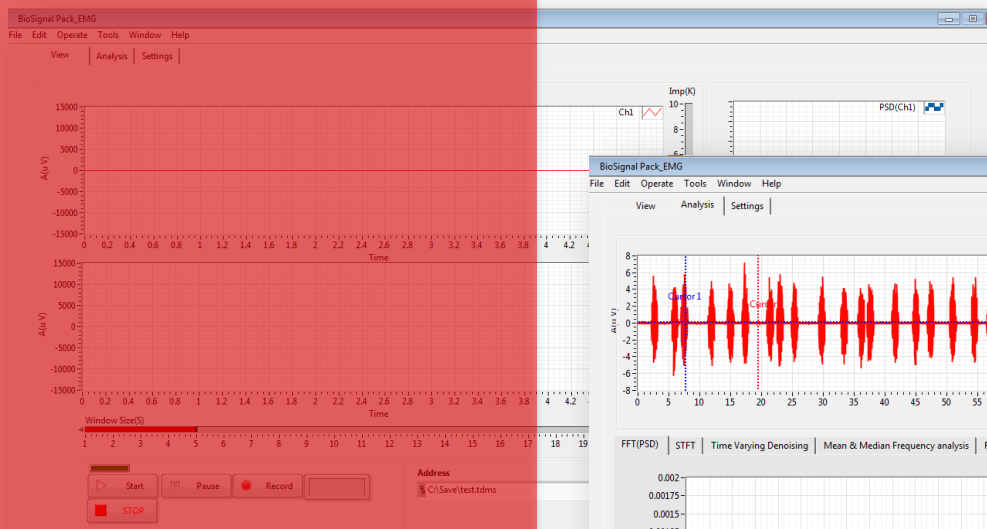 BioSignal Pack_EMG
File Edit Operate Tools Window Help
View Analysis Settings
Imp(K)
Ch1
PSD(Ch1)
15000
10000
5000
0
-5000
-10000
-15000
A(u V)
10
8
6
0 0.2 0.4 0.6 0.8 1 1.2 1.4 1.6 1.8 2 2.2 2.4 2.6 2.8 3 3.2 3.4 3.6 3.8 4 4.2
Time
15000
10000
5000
0
-5000
-10000
-15000
A(u V)
0 0.2 0.4 0.6 0.8 1 1.2 1.4 1.6 1.8 2 2.2 2.4 2.6 2.8 3 3.2 3.4 3.6 3.8 4 4.2
Time
Window Size(S)
1 2 3 4 5 6 7 8 9 10 11 12 13 14 15 16 17 18 19
Start Pause Record
STOP
Address
C:\Save\test.tdms
BioSignal Pack_EMG
File Edit Operate Tools Window Help
View Analysis Settings
8
6
4
2
0
-2
-4
-6
-8
A(u V)
Cursor 1
Cursor
0 5 10 15 20 25 30 35 40 45 50 55
FFT(PSD) STFT Time Varying Denoising Mean & Median Frequency analysis
0.002
0.00175
0.0015